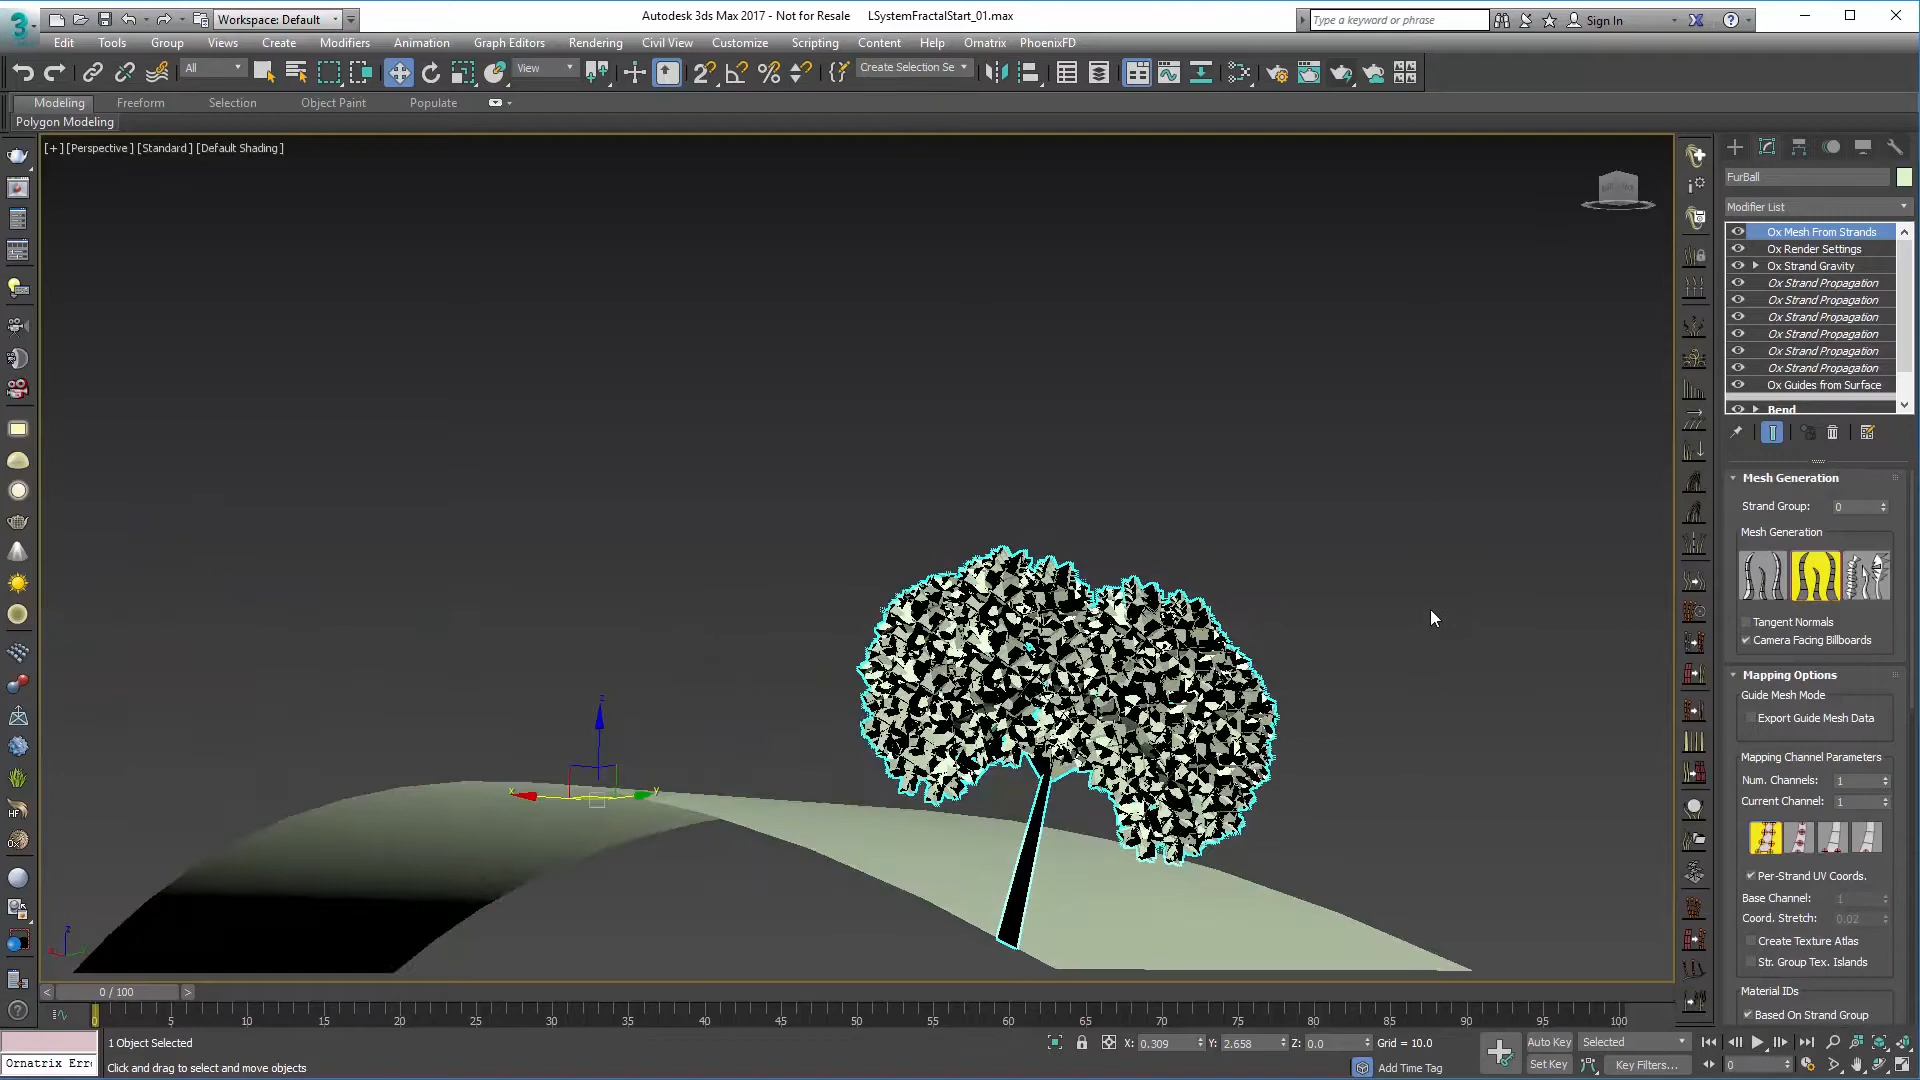 Workspace: Default
Autodesk 3ds Max 2017 - Not for Resale LSystemFractalStart_01.max
Type a keyword or phrase
Sign In
Edit Tools Group Views Create Modifiers Animation Graph Editors Rendering Civil View Customize Scripting Content Help Ornatrix PhoenixFD
All
View
Create Selection Se
Modeling Freeform Selection Object Paint Populate
Polygon Modeling
[+] [Perspective ] [Standard ] [Default Shading ]
FurBall
Modifier List
Ox Mesh From Strands
Ox Render Settings
Ox Strand Gravity
Ox Strand Propagation
Ox Strand Propagation
Ox Strand Propagation
Ox Strand Propagation
Ox Strand Propagation
Ox Strand Propagation
Ox Guides from Surface
Bend
Mesh Generation
Strand Group: 0
Mesh Generation
Tangent Normals
Camera Facing Billboards
Mapping Options
Guide Mesh Mode
Export Guide Mesh Data
Mapping Channel Parameters
Num. Channels: 1
Current Channel: 1
Per-Strand UV Coords.
Base Channel: 1
Coord. Stretch: 0.02
Create Texture Atlas
Str. Group Tex. Islands
Material IDs
Based On Strand Group
x y z
z
HF
OX
< 0 / 100 >
5 10 15 20 25 30 35 40 45 50 55 60 65 70 75 80 85 90 95 100
1 Object Selected
X: 0.309 Y: 2.658 Z: 0.0 Grid = 10.0
Auto Key Selected
Ornatrix Err
Click and drag to select and move objects
Add Time Tag
Set Key Key Filters... 0